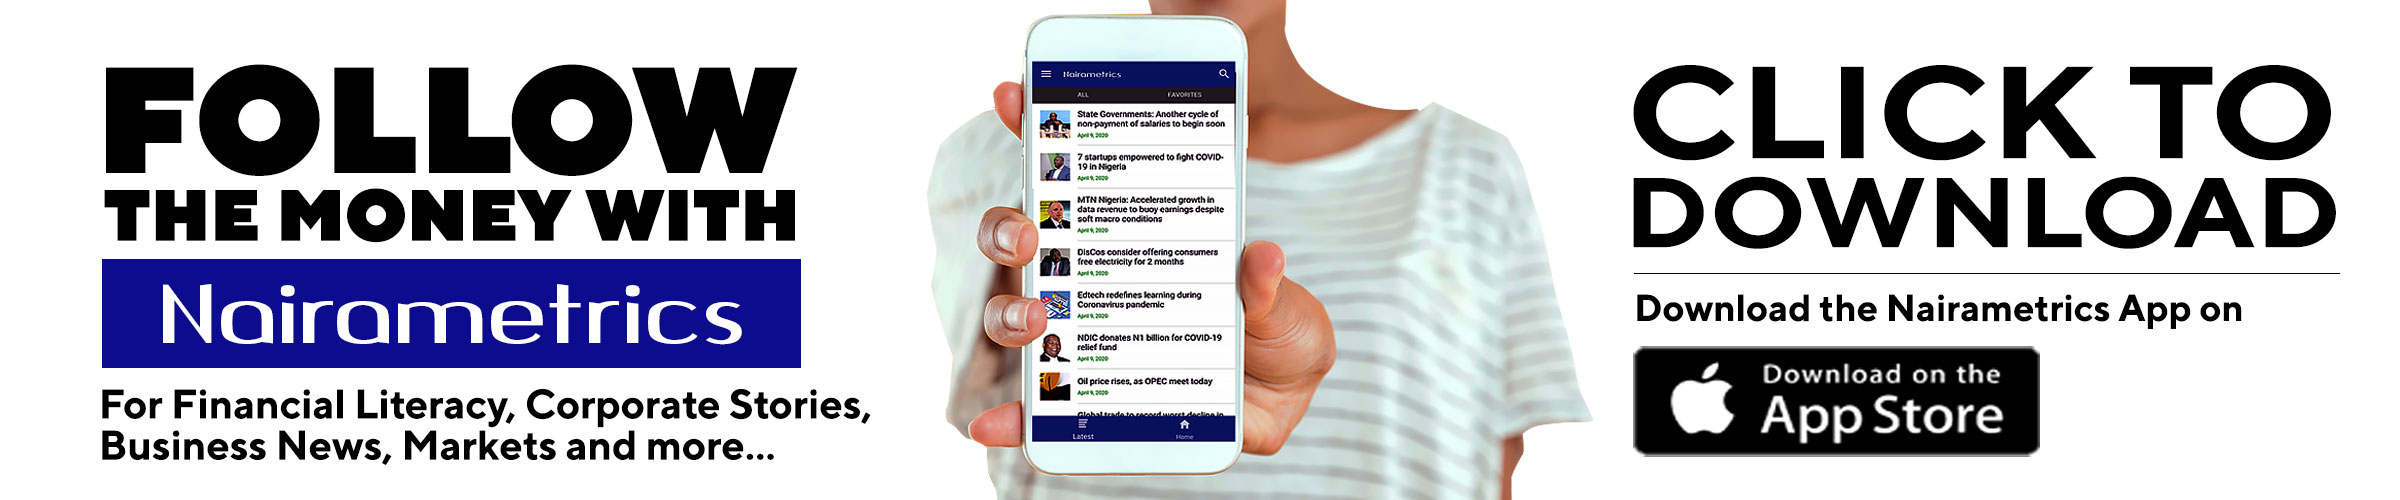 FOLLOW
THE MONEY WITH
Nairametrics
For Financial Literacy, Corporate Stories,
Business News, Markets and more...
Nairametrics
ALL FAVORITES
State Governments: Another cycle of
non-payment of salaries to begin soon
April 9, 2020
7 startups empowered to fight COVID-
19 in Nigeria
April 9, 2020
MTN Nigeria: Accelerated growth in
data revenue to buoy earnings despite
soft macro conditions
April 9, 2020
DisCos consider offering consumers
free electricity for 2 months
April 9, 2020
Edtech redefines learning during
Coronavirus pandemic
April 9, 2020
NDIC donates N1 billion for COVID-19
relief fund
April 9, 2020
Oil price rises, as OPEC meet today
April 9, 2020
Global trade to record worst decline in
Latest Home
CLICK TO
DOWNLOAD
Download the Nairametrics App on
Download on the
App Store